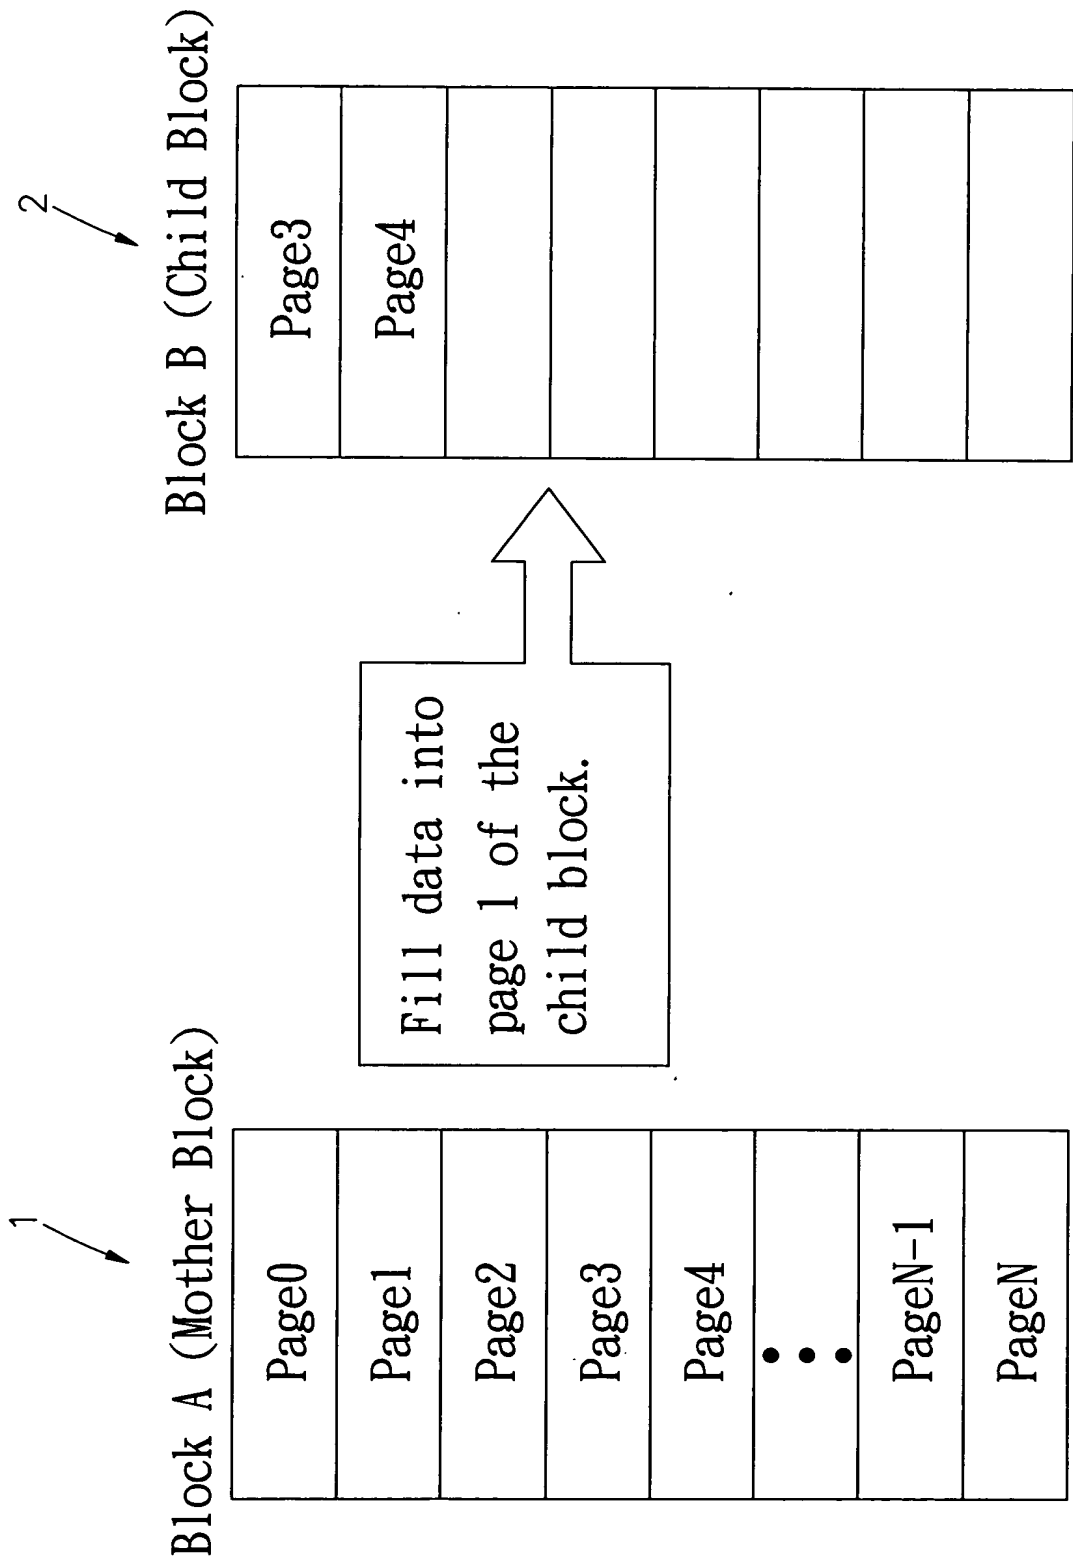 1
Block A (Mother Block)
Page0
Page1
Page2
Page3
Page4
PageN-1
PageN
Fill data into
page 1 of the
child block.
2
Block B (Child Block)
Page3
Page4